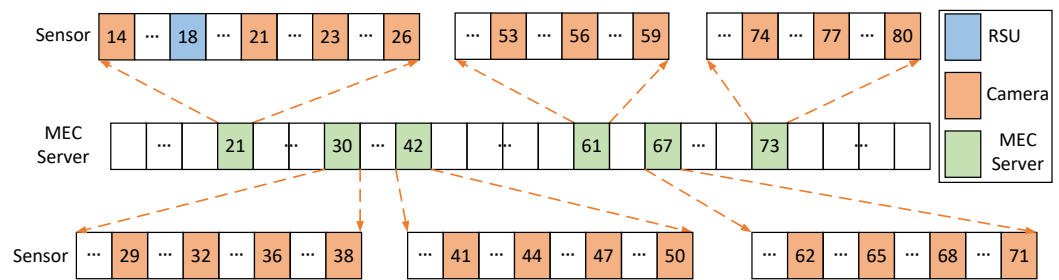 Sensor 14 ... 18 ... 21 ... 23 ... 26
... 53 ... 56 ... 59
... 74 ... 77 ... 80
RSU
Camera
MEC
Server
MEC
Server
... 21 ... 30 ... 42 ... 61 67 ... 73 ...
Sensor ... 29 ... 32 ... 36 ... 38
... 41 ... 44 ... 47 ... 50
... 62 ... 65 ... 68 ... 71